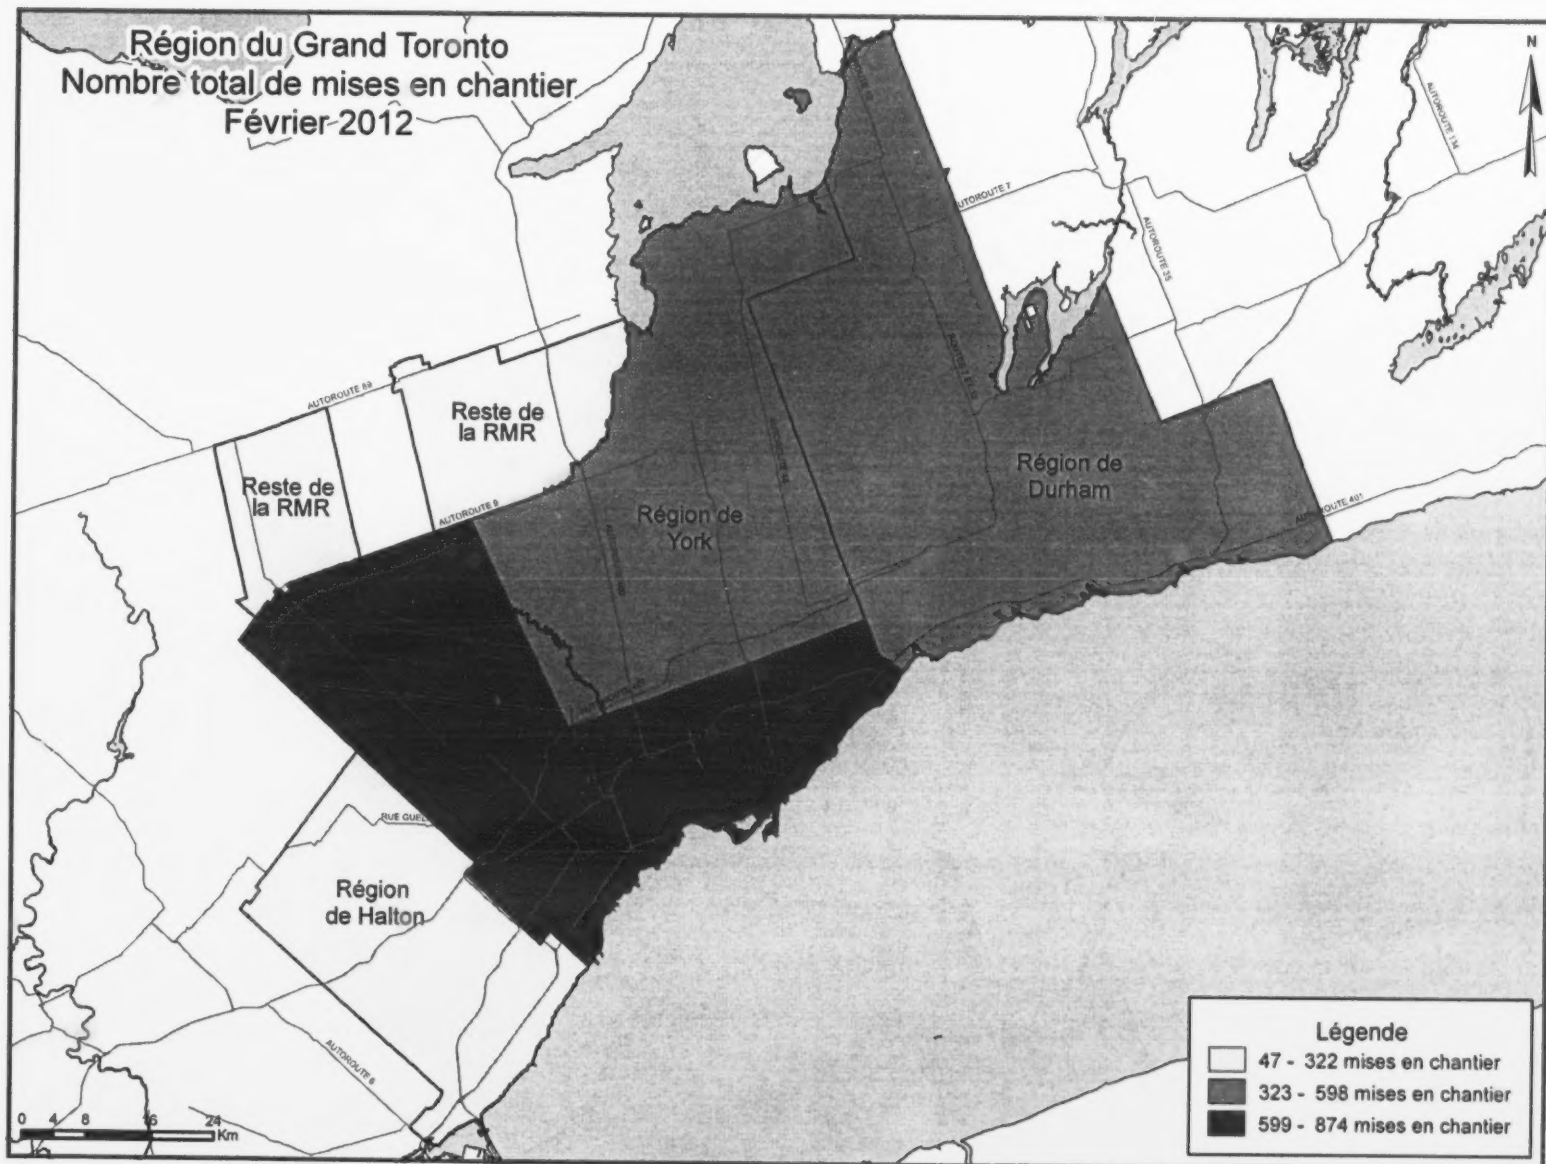 Région du Grand Toronto
Nombre total de mises en chantier
Février 2012
N
AUTOROUTE 7
AUTOROUTE 35
AUTOROUTE 134
AUTOROUTE 89
Reste de
la RMR
Reste de
la RMR
AUTOROUTE 9
Région de
York
Région de
Durham
AUTOROUTE 401
RUE
Région
de Halton
AUTOROUTE 6
0 4 8 16 24
Km
Légende
47 - 322 mises en chantier
323 - 598 mises en chantier
599 - 874 mises en chantier